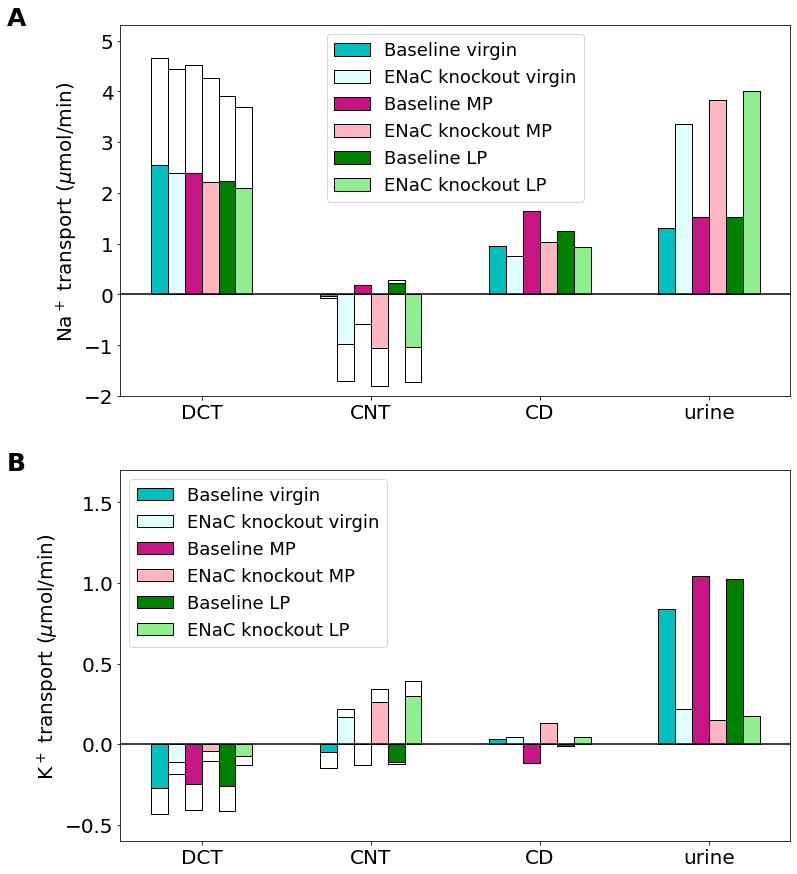 A
Na⁺ transport (μmol/min)
5
4
3
2
1
0
−1
−2
Baseline virgin
ENaC knockout virgin
Baseline MP
ENaC knockout MP
Baseline LP
ENaC knockout LP
DCT CNT CD urine
B
K⁺ transport (μmol/min)
1.5
1.0
0.5
0.0
−0.5
Baseline virgin
ENaC knockout virgin
Baseline MP
ENaC knockout MP
Baseline LP
ENaC knockout LP
DCT CNT CD urine